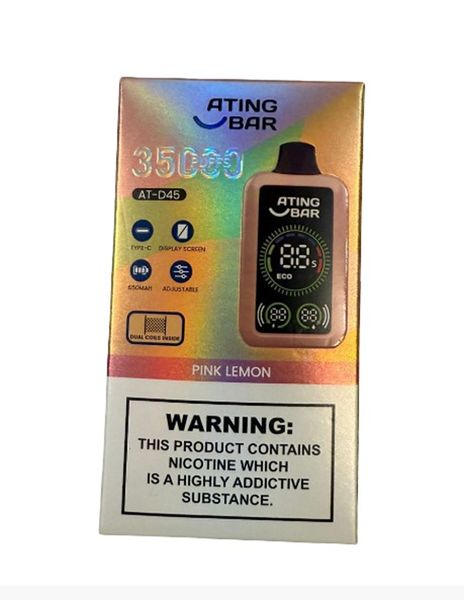 ATING
BAR
35000
PUFFS
AT-D45
ATING
BAR
88 S
ECO
88 88
TYPE-C DISPLAY SCREEN
650MAH ADJUSTABLE
DUAL COILS INSIDE
PINK LEMON
WARNING:
THIS PRODUCT CONTAINS
NICOTINE WHICH
IS A HIGHLY ADDICTIVE
SUBSTANCE.